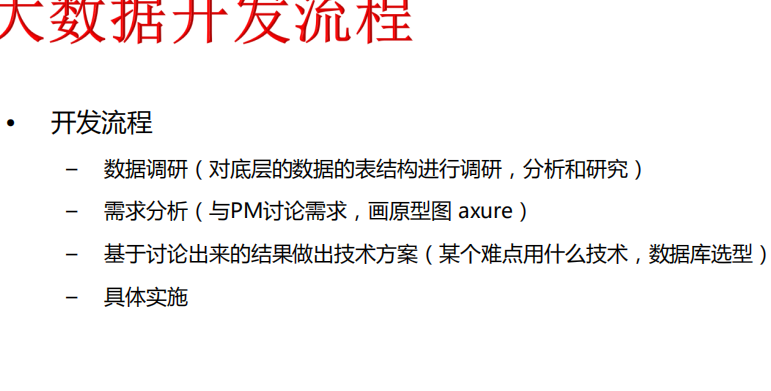 大数据开发流程
• 开发流程
– 数据调研（对底层的数据的表结构进行调研，分析和研究）
– 需求分析（与PM讨论需求，画原型图 axure）
– 基于讨论出来的结果做出技术方案（某个难点用什么技术，数据库选型）
– 具体实施